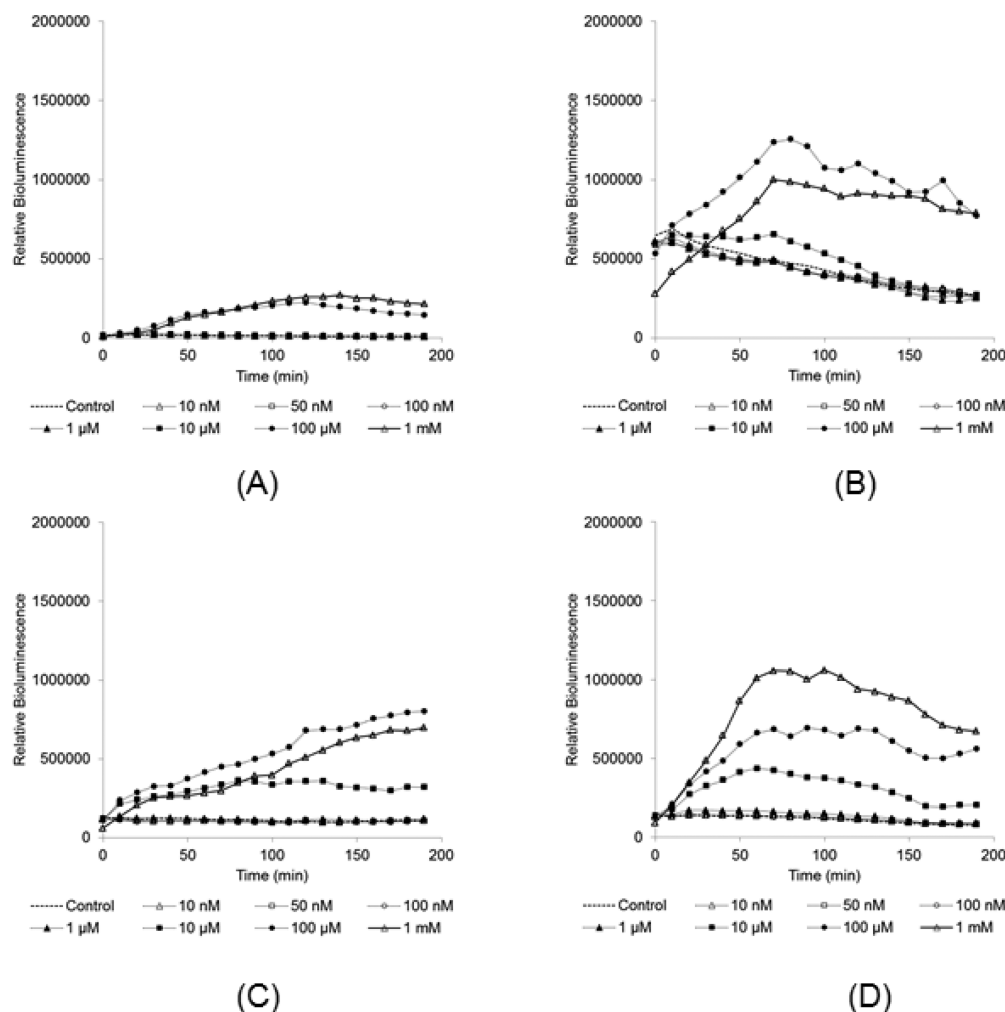 2000000
1500000
1000000
500000
0
Relative Bioluminescence
0 50 100 150 200
Time (min)
Control 10 nM 50 nM 100 nM
1 µM 10 µM 100 µM 1 mM
(A)
2000000
1500000
1000000
500000
0
Relative Bioluminescence
0 50 100 150 200
Time (min)
Control 10 nM 50 nM 100 nM
1 µM 10 µM 100 µM 1 mM
(B)
2000000
1500000
1000000
500000
0
Relative Bioluminescence
0 50 100 150 200
Time (min)
Control 10 nM 50 nM 100 nM
1 µM 10 µM 100 µM 1 mM
(C)
2000000
1500000
1000000
500000
0
Relative Bioluminescence
0 50 100 150 200
Time (min)
Control 10 nM 50 nM 100 nM
1 µM 10 µM 100 µM 1 mM
(D)